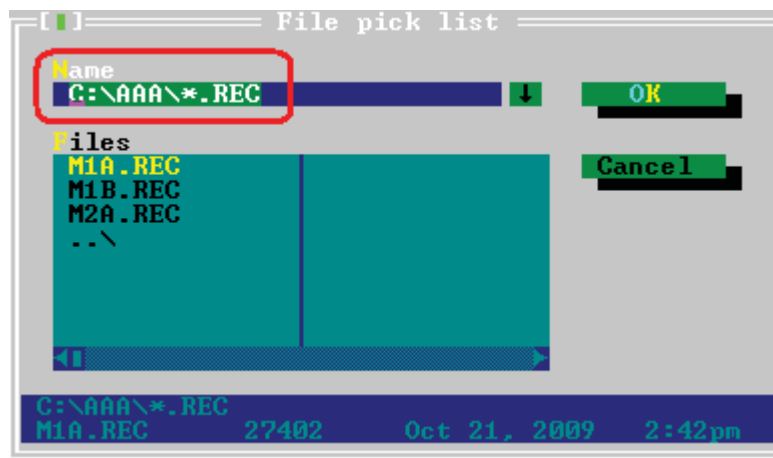 [ ] File pick list
Name
C:\AAA\*.REC ↓ OK
Files
M1A.REC Cancel
M1B.REC
M2A.REC
..\
C:\AAA\*.REC
M1A.REC 27402 Oct 21, 2009 2:42pm